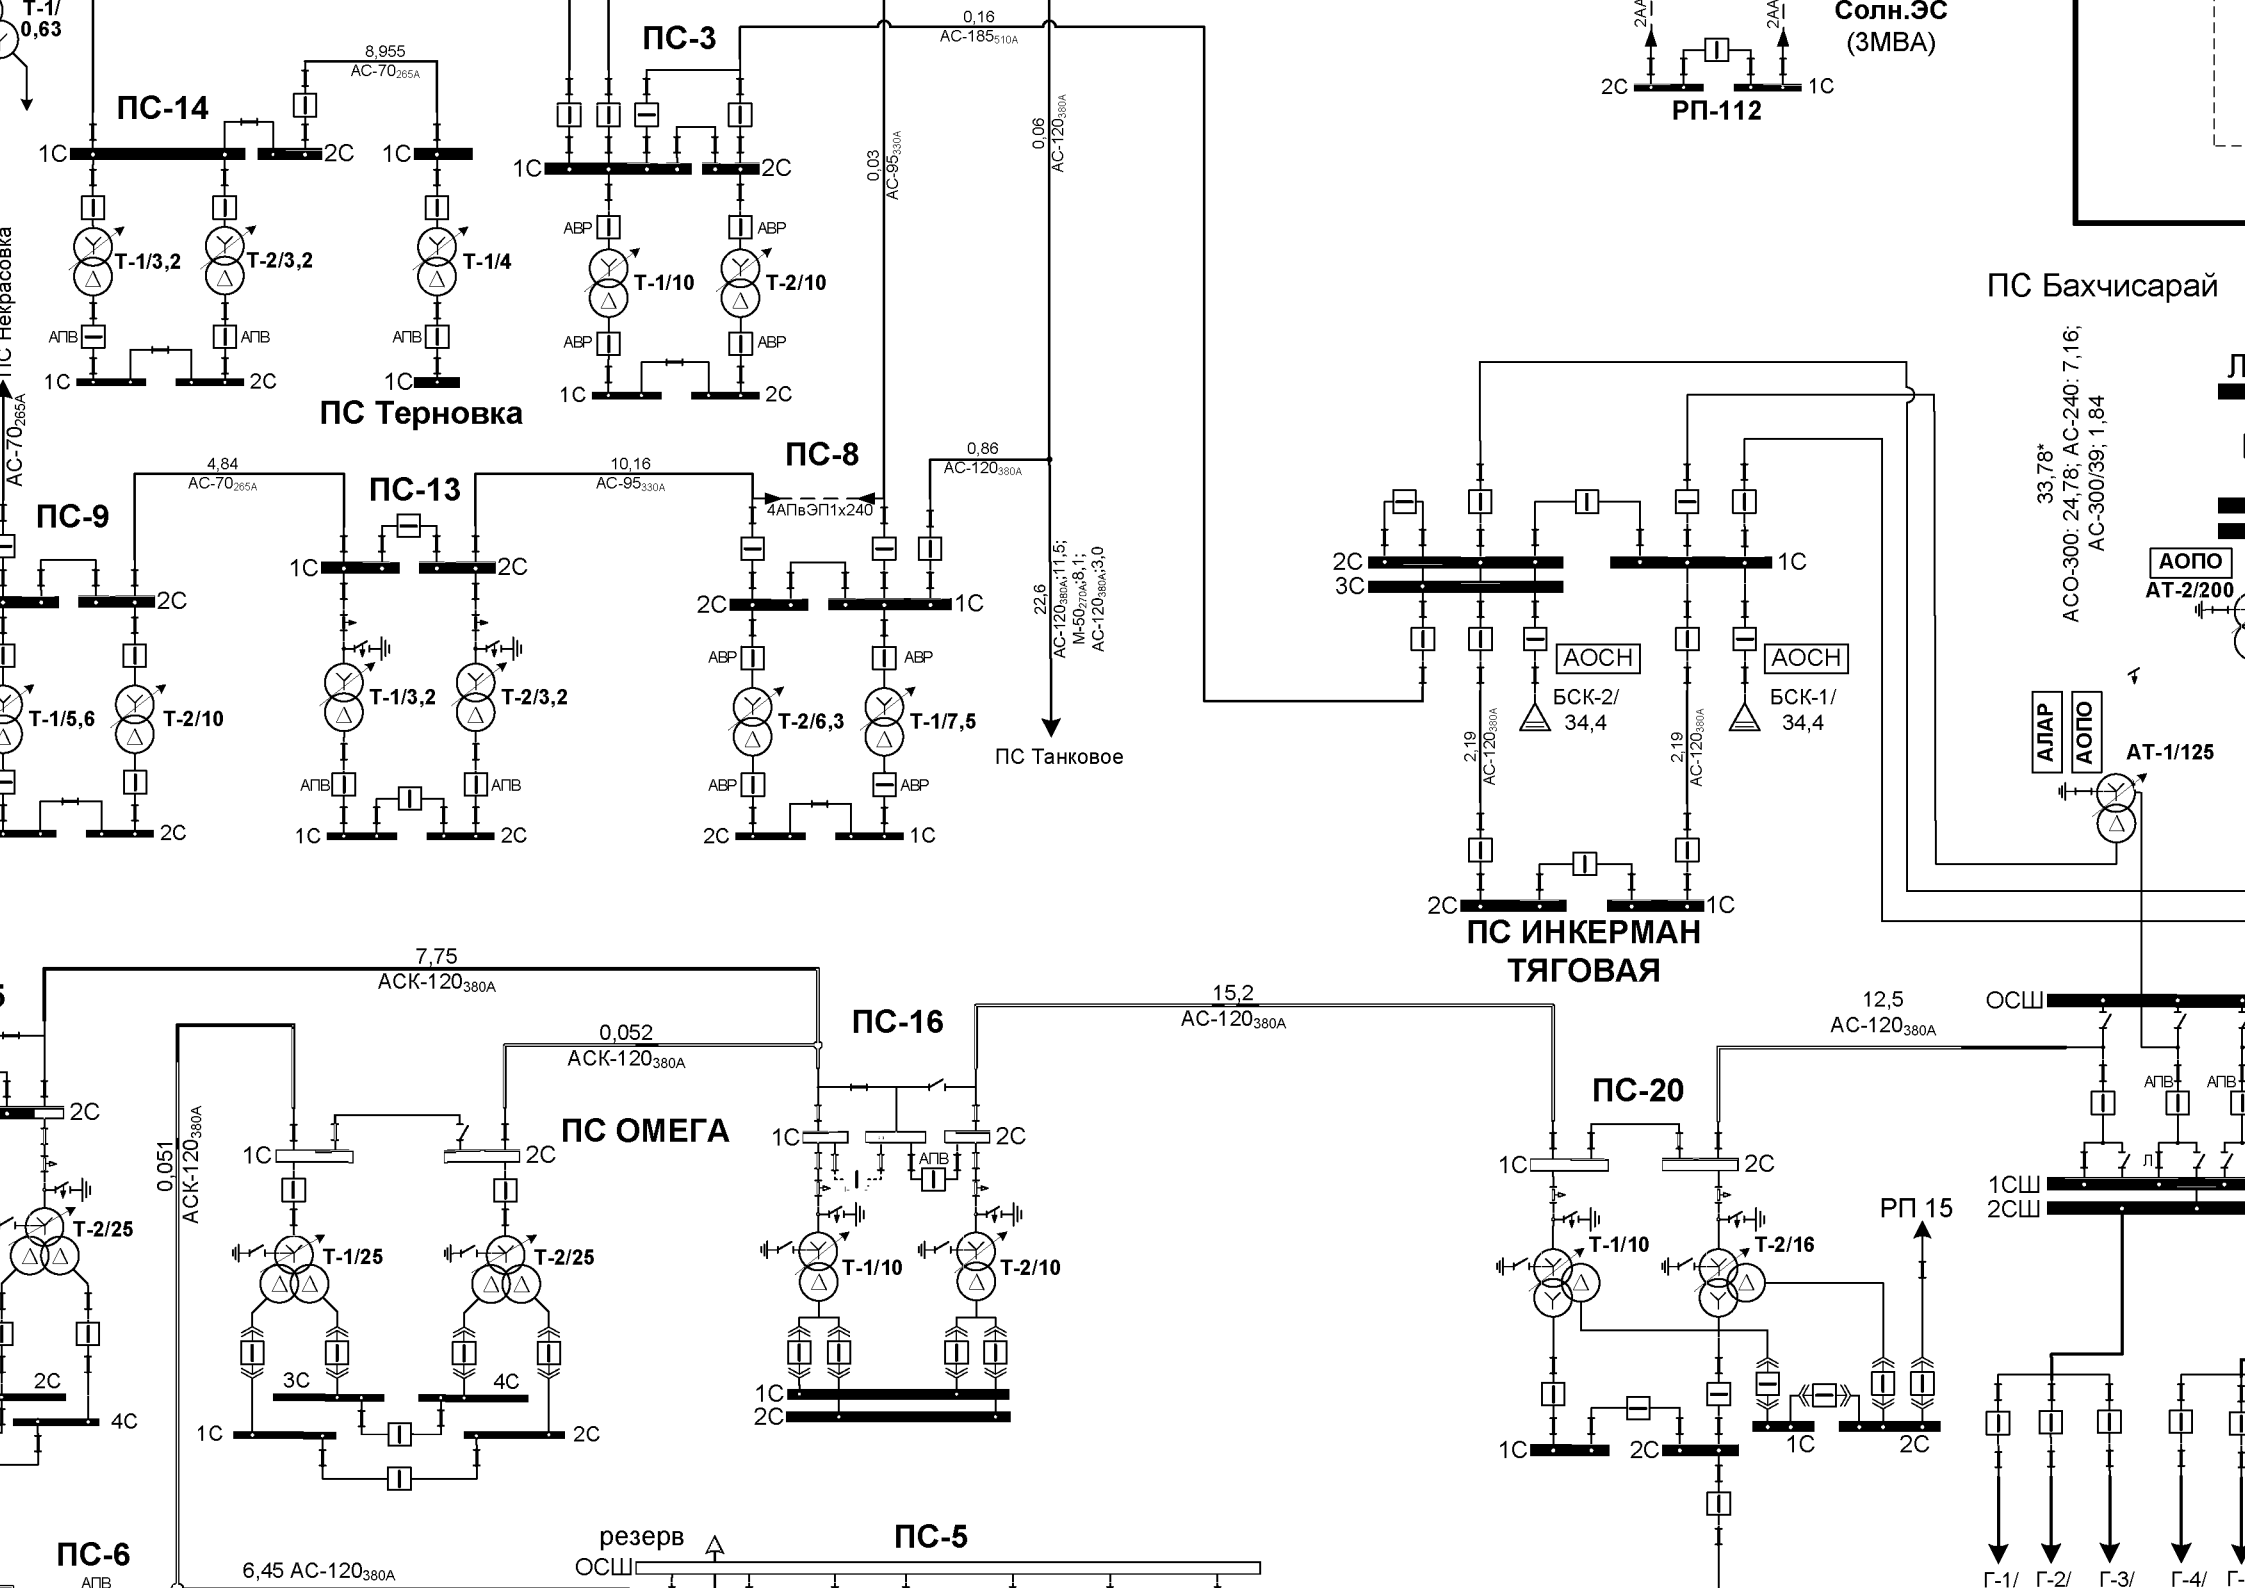 Т-1/
0,63
ПС-14
8,955
АС-70265А
1С
2С
1С
Т-1/3,2
Т-2/3,2
Т-1/4
АПВ
АПВ
АПВ
1С
2С
1С
ПС Терновка
ПС-3
0,16
АС-185510А
1С
2С
АВР
АВР
Т-1/10
Т-2/10
АВР
АВР
1С
2С
0,03
АС-95330А
0,06
АС-120380А
2АА
2АА
Солн.ЭС
(3МВА)
2С
1С
РП-112
ПС Некрасовка
АС-70265А
ПС-9
4,84
АС-70265А
2С
Т-1/5,6
Т-2/10
2С
ПС-13
10,16
АС-95330А
1С
2С
Т-1/3,2
Т-2/3,2
АПВ
АПВ
1С
2С
ПС-8
4АПвЭП1х240
0,86
АС-120380А
2С
1С
АВР
АВР
Т-2/6,3
Т-1/7,5
АВР
АВР
2С
1С
22,6
АС-120380А;11,5;
М-50270А;8,1;
АС-120380А;3,0
ПС Танковое
2С
3С
1С
АОСН
АОСН
БСК-2/
34,4
БСК-1/
34,4
2,19
АС-120380А
2,19
АС-120380А
2С
1С
ПС ИНКЕРМАН
ТЯГОВАЯ
ПС Бахчисарай
33,78*
АСО-300: 24,78; АС-240: 7,16;
АС-300/39; 1,84
АОПО
АТ-2/200
АЛАР
АОПО
АТ-1/125
7,75
АСК-120380А
2С
Т-2/25
2С
4С
0,051
АСК-120380А
0,052
АСК-120380А
ПС ОМЕГА
1С
2С
Т-1/25
Т-2/25
3С
4С
1С
2С
ПС-16
1С
2С
АПВ
Т-1/10
Т-2/10
1С
2С
15,2
АС-120380А
ПС-20
1С
2С
Т-1/10
Т-2/16
РП 15
1С
2С
1С
2С
12,5
АС-120380А
ОСШ
АПВ
АПВ
Л
1СШ
2СШ
Г-1/
Г-2/
Г-3/
Г-4/
ПС-6
АПВ
6,45 АС-120380А
резерв
ПС-5
ОСШ